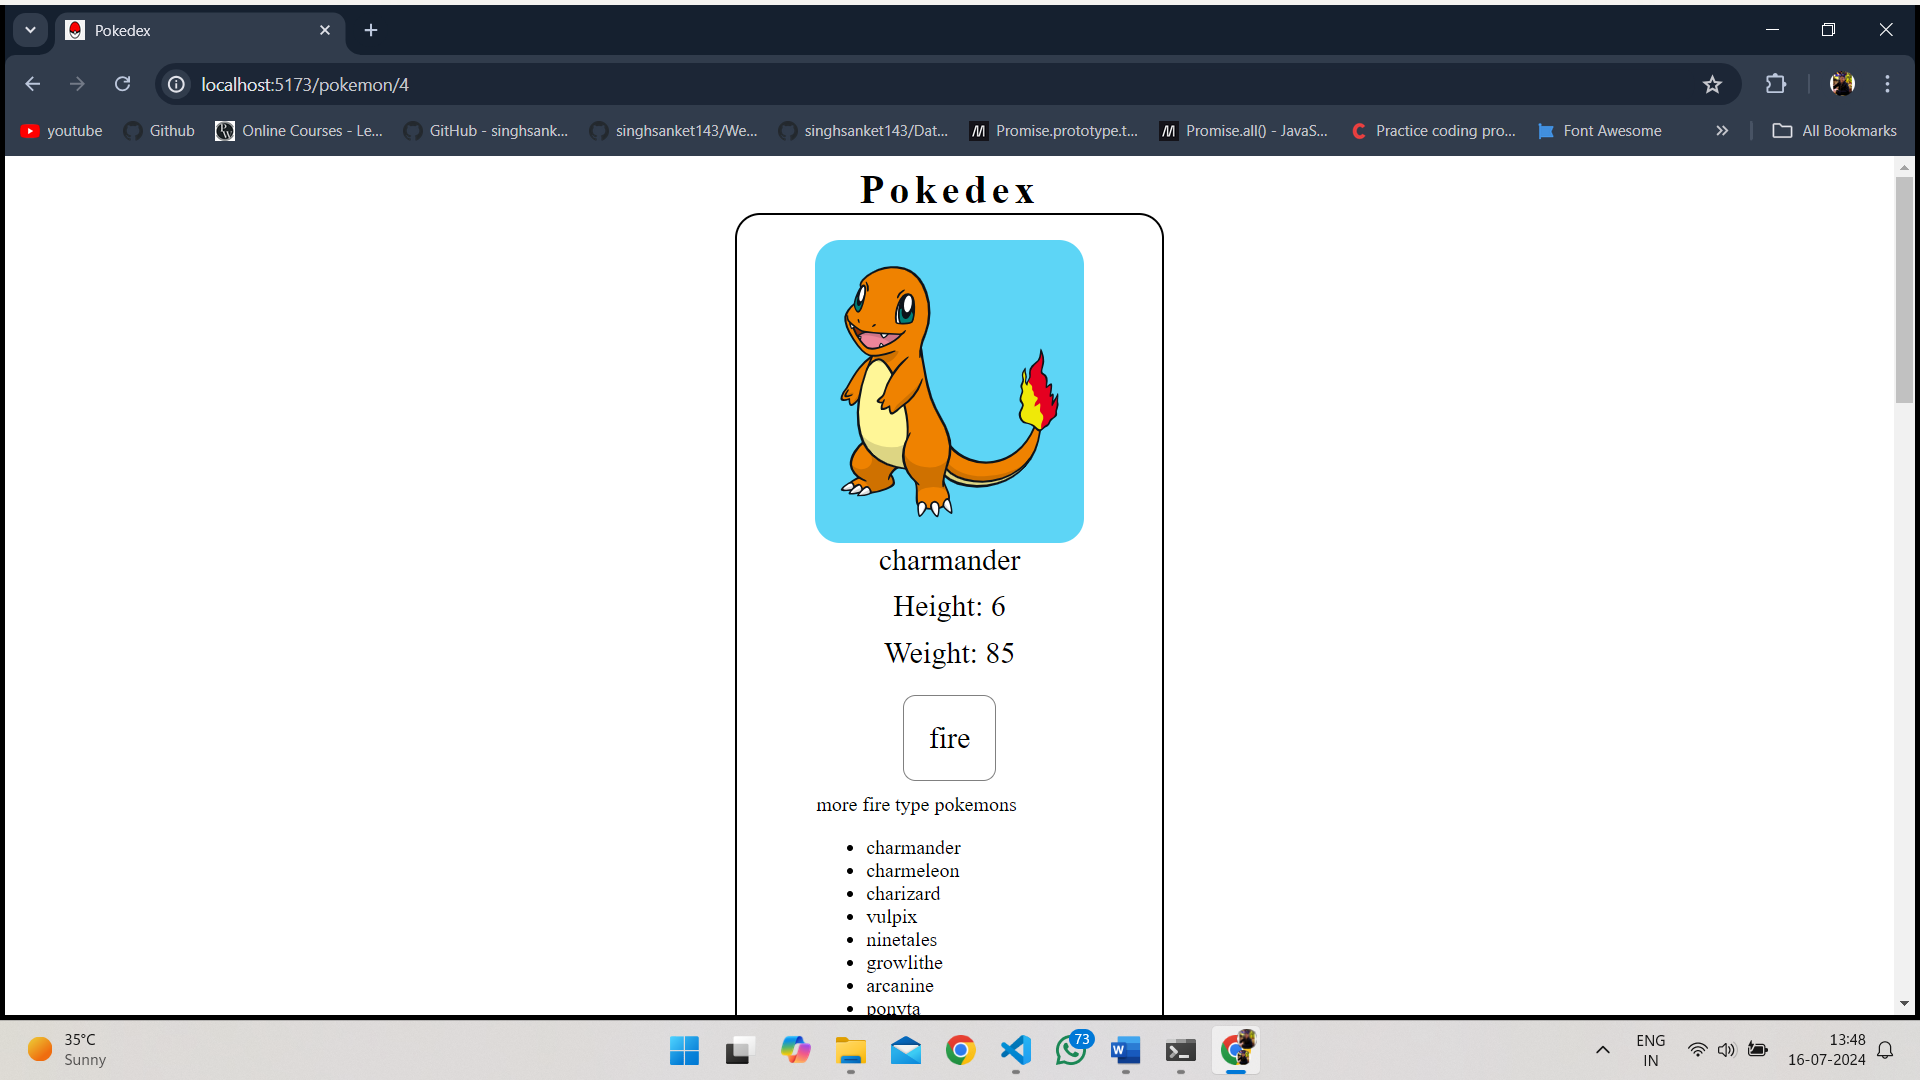 Pokedex
localhost:5173/pokemon/4
youtube
Github
Online Courses - Le...
GitHub - singhsank...
singhsanket143/We...
singhsanket143/Dat...
Promise.prototype.t...
Promise.all() - JavaS...
Practice coding pro...
Font Awesome
All Bookmarks
Pokedex
charmander
Height: 6
Weight: 85
fire
more fire type pokemons
charmander
charmeleon
charizard
vulpix
ninetales
growlithe
arcanine
ponyta
35°C
Sunny
73
ENG
IN
13:48
16-07-2024